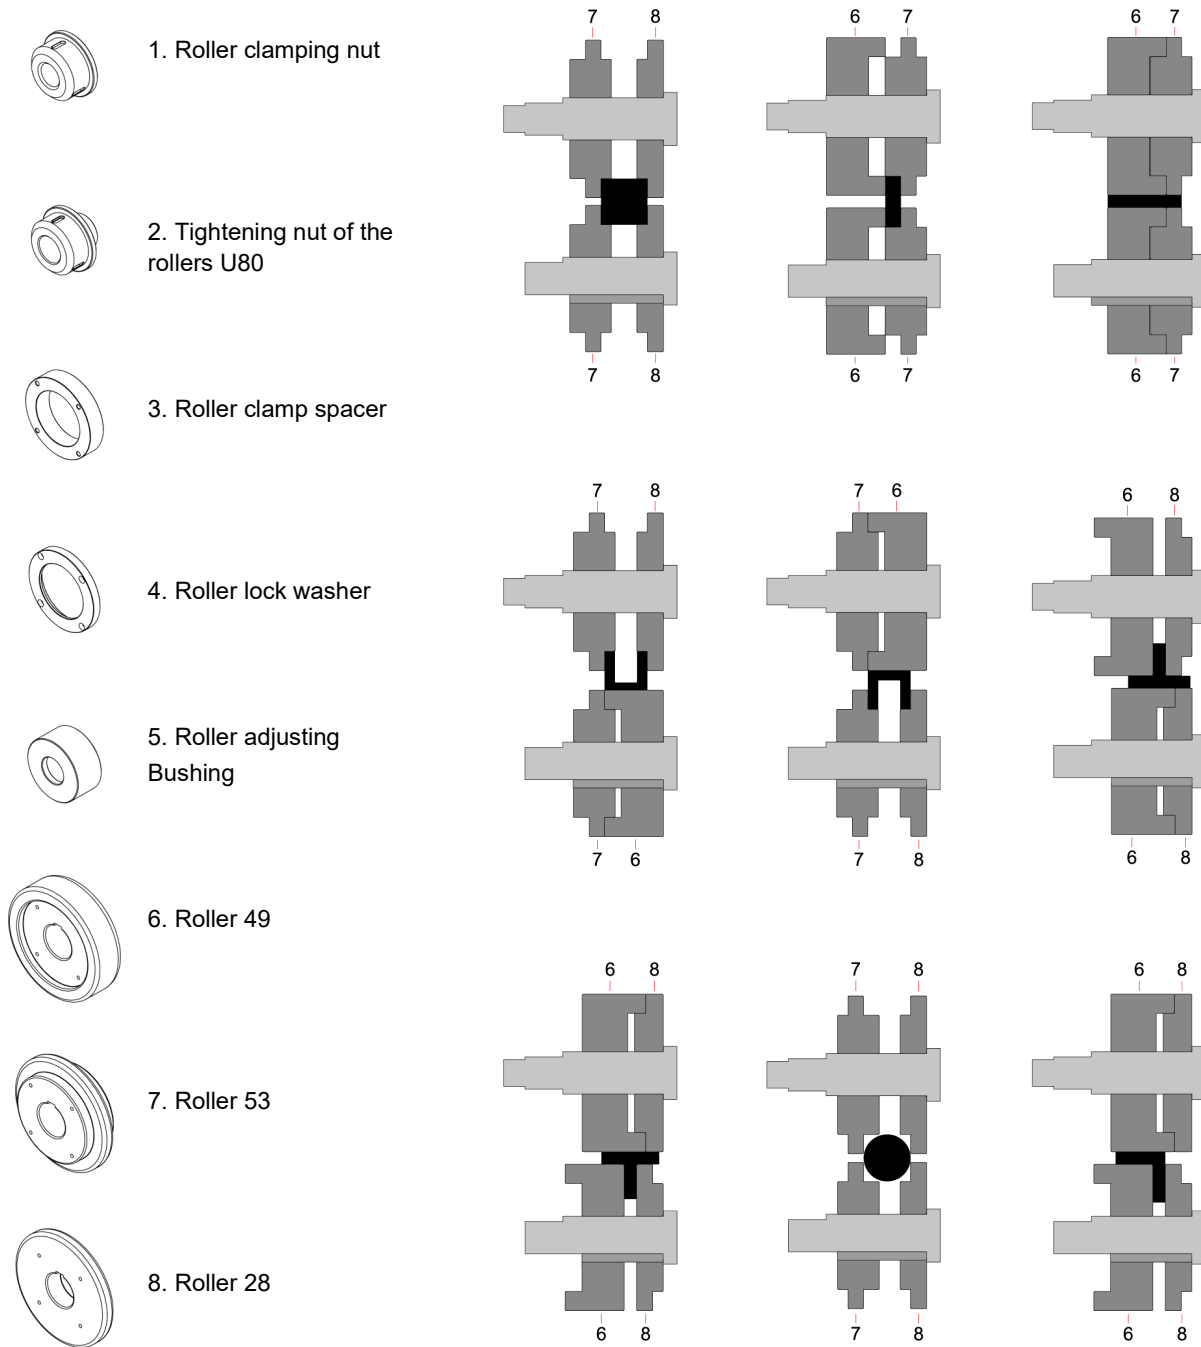 1. Roller clamping nut
2. Tightening nut of the
rollers U80
3. Roller clamp spacer
4. Roller lock washer
5. Roller adjusting
Bushing
6. Roller 49
7. Roller 53
8. Roller 28
7 8 6 7 6 7
7 8 6 7 6 7
7 8 7 6 6 8
7 6 7 8 6 8
6 8 7 8 6 8
6 8 7 8 6 8